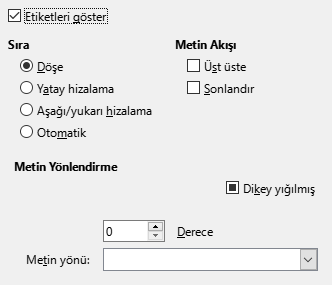 Etiketleri göster
Sıra
Döşe
Yatay hizalama
Aşağı/yukarı hizalama
Otomatik
Metin Akışı
Üst üste
Sonlandır
Metin Yönlendirme
Dikey yığılmış
0 Derece
Metin yönü: